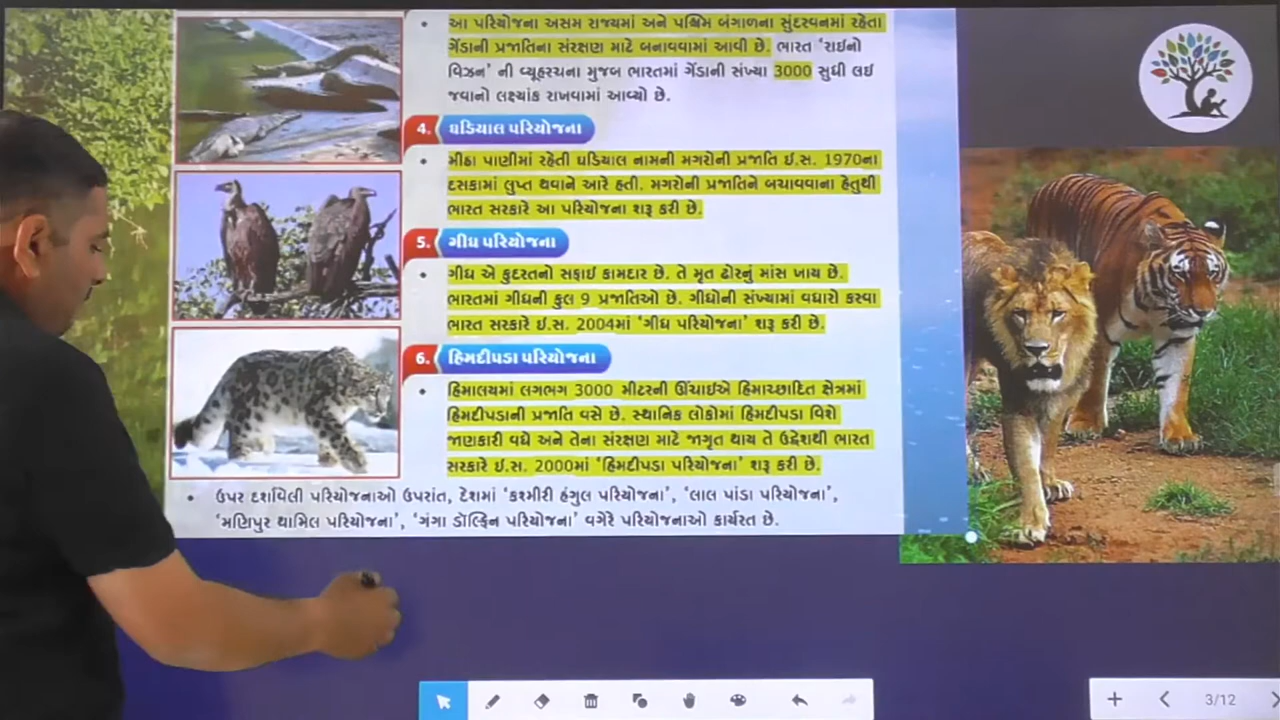 આ પરિયોજના અસમ રાજ્યમાં અને પશ્ચિમ બંગાળના સુંદરવનમાં રહેતા
ગેંડાની પ્રજાતિના સંરક્ષણ માટે બનાવવામાં આવી છે. ભારત ‘રાઈનો
વિઝન’ ની વ્યૂહરચના મુજબ ભારતમાં ગેંડાની સંખ્યા 3000 સુધી લઈ
જવાનો લક્ષ્યાંક રાખવામાં આવ્યો છે.
4. ઘડિયાલ પરિયોજના
મીઠા પાણીમાં રહેતી ઘડિયાલ નામની મગરોની પ્રજાતિ ઈ.સ. 1970ના
દસકામાં લુપ્ત થવાને આરે હતી. મગરોની પ્રજાતિને બચાવવાના હેતુથી
ભારત સરકારે આ પરિયોજના શરૂ કરી છે.
5. ગીધ પરિયોજના
ગીધ એ કુદરતનો સફાઈ કામદાર છે. તે મૃત ઢોરનું માંસ ખાય છે.
ભારતમાં ગીધની કુલ 9 પ્રજાતિઓ છે. ગીધોની સંખ્યામાં વધારો કરવા
ભારત સરકારે ઈ.સ. 2004માં ‘ગીધ પરિયોજના’ શરૂ કરી છે.
6. હિમદીપડા પરિયોજના
હિમાલયમાં લગભગ 3000 મીટરની ઊંચાઈએ હિમાચ્છાદિત ક્ષેત્રમાં
હિમદીપડાની પ્રજાતિ વસે છે. સ્થાનિક લોકોમાં હિમદીપડા વિશે
જાણકારી વધે અને તેના સંરક્ષણ માટે જાગૃત થાય તે ઉદ્દેશથી ભારત
સરકારે ઈ.સ. 2000માં ‘હિમદીપડા પરિયોજના’ શરૂ કરી છે.
ઉપર દર્શાવેલી પરિયોજનાઓ ઉપરાંત, દેશમાં ‘કશ્મીરી હંગુલ પરિયોજના’, ‘લાલ પાંડા પરિયોજના’,
‘મણિપુર થામિલ પરિયોજના’, ‘ગંગા ડૉલ્ફિન પરિયોજના’ વગેરે પરિયોજનાઓ કાર્યરત છે.
3/12